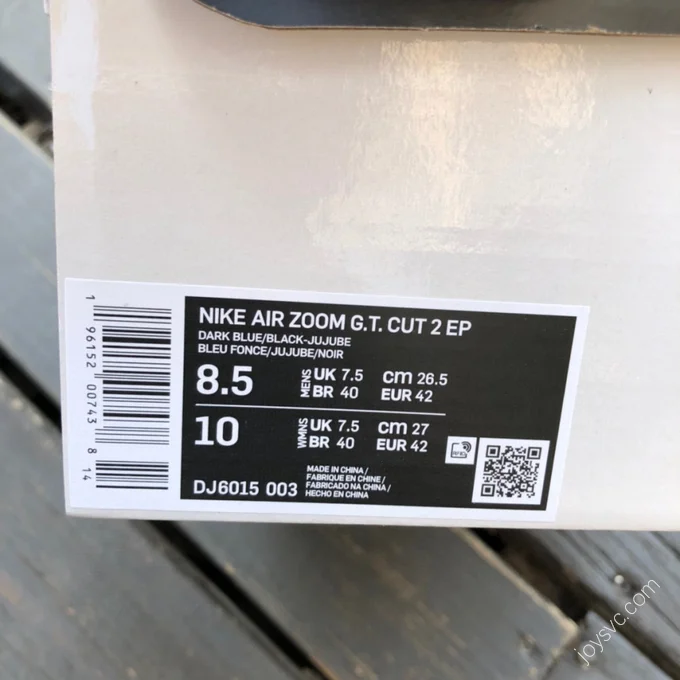 NIKE AIR ZOOM G.T. CUT 2 EP
DARK BLUE/BLACK-JUJUBE
BLEU FONCE/JUJUBE/NOIR
8.5 MENS UK 7.5 cm 26.5
BR 40 EUR 42
10 WMNS UK 7.5 cm 27
BR 40 EUR 42
DJ6015 003
MADE IN CHINA /
FABRIQUE EN CHINE /
FABRICADO NA CHINA /
HECHO EN CHINA
RFID
1 96152 00743 8 14
joysvc.com